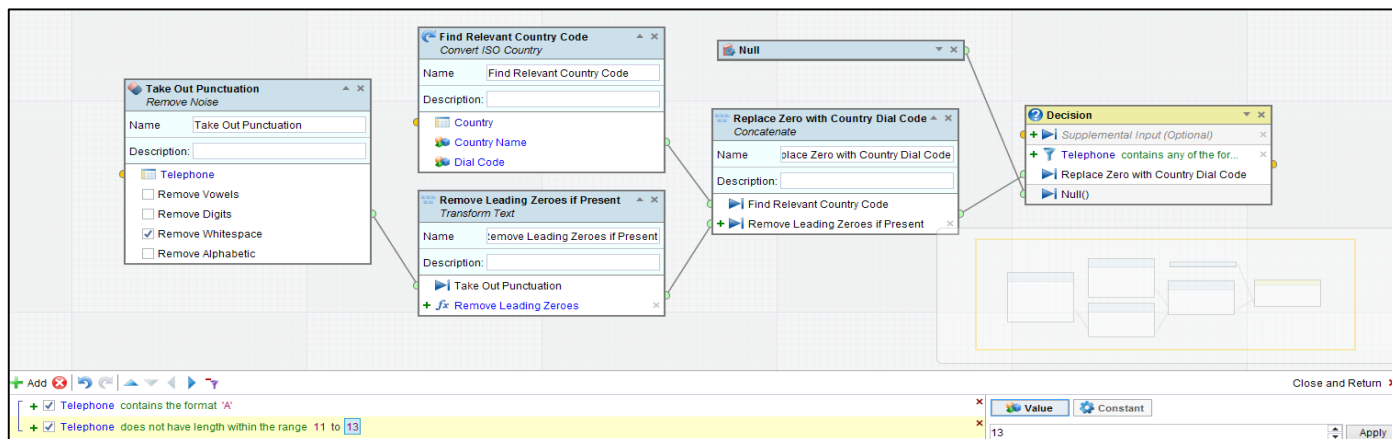 Take Out Punctuation
Remove Noise
Name Take Out Punctuation
Description:
Telephone
Remove Vowels
Remove Digits
Remove Whitespace
Remove Alphabetic
Find Relevant Country Code
Convert ISO Country
Name Find Relevant Country Code
Description:
Country
Country Name
Dial Code
Remove Leading Zeroes if Present
Transform Text
Name Remove Leading Zeroes if Present
Description:
Take Out Punctuation
+ fx Remove Leading Zeroes
Null
Replace Zero with Country Dial Code
Concatenate
Name place Zero with Country Dial Code
Description:
Find Relevant Country Code
+ Remove Leading Zeroes if Present
Decision
+ Supplemental Input (Optional)
+ Telephone contains any of the for...
Replace Zero with Country Dial Code
Null()
+ Add
Close and Return
+ Telephone contains the format 'A'
+ Telephone does not have length within the range 11 to 13
Value Constant
13 Apply